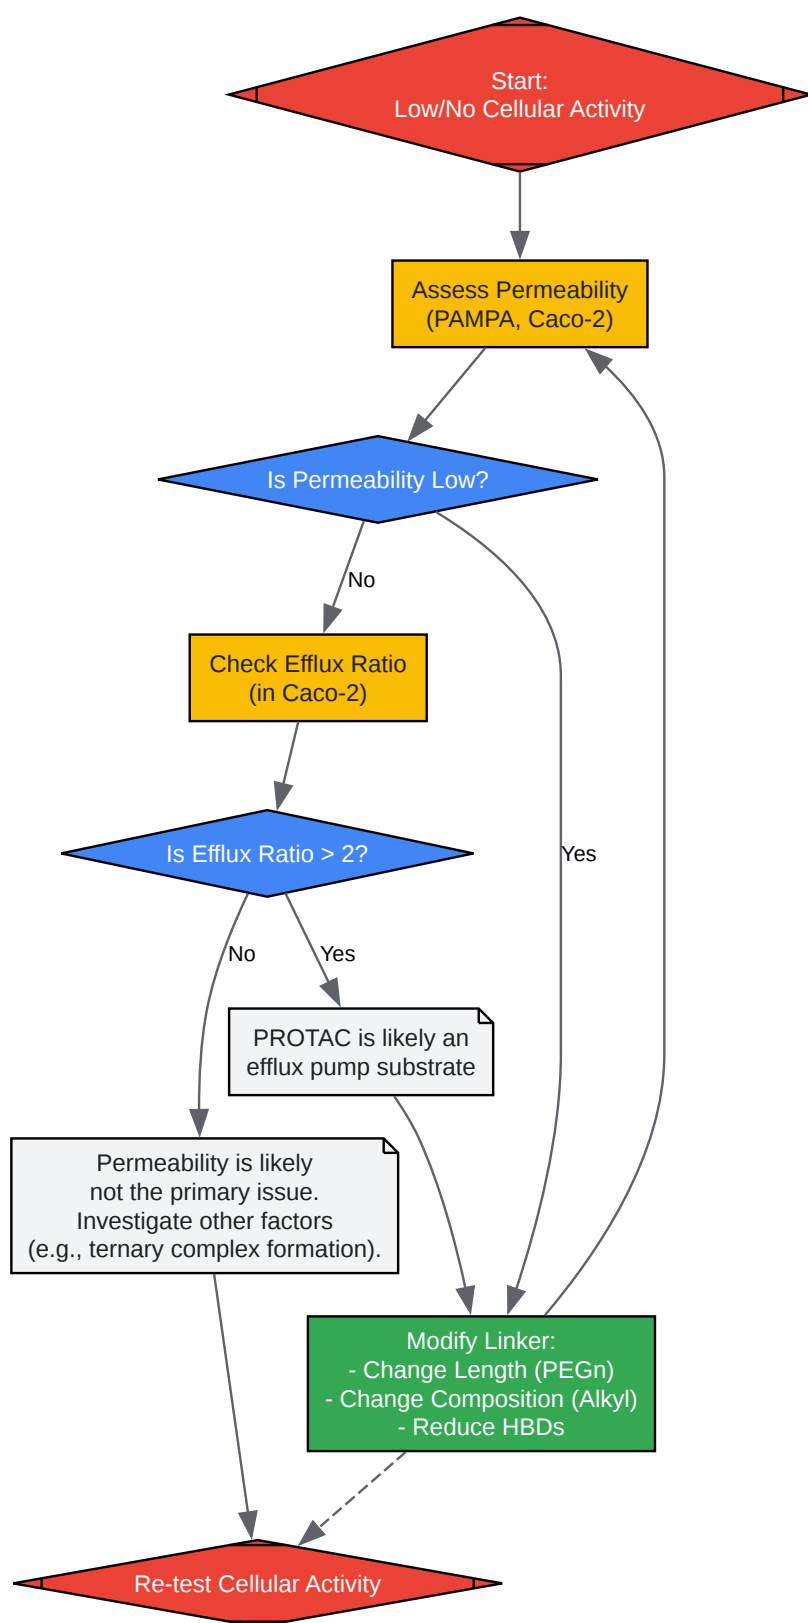 Start:
Low/No Cellular Activity
Assess Permeability
(PAMPA, Caco-2)
Is Permeability Low?
No
Check Efflux Ratio
(in Caco-2)
Yes
Is Efflux Ratio > 2?
No
Yes
PROTAC is likely an
efflux pump substrate
Permeability is likely
not the primary issue.
Investigate other factors
(e.g., ternary complex formation).
Modify Linker:
- Change Length (PEGn)
- Change Composition (Alkyl)
- Reduce HBDs
Re-test Cellular Activity